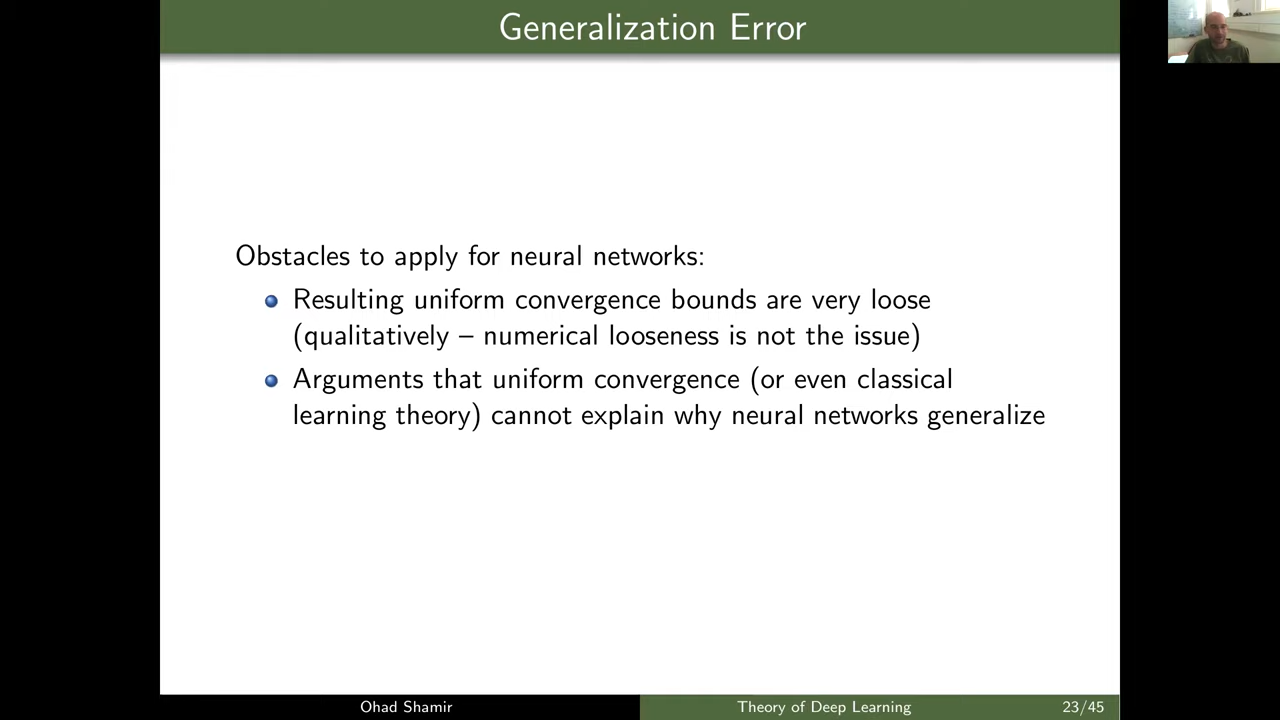 Generalization Error
Obstacles to apply for neural networks:
Resulting uniform convergence bounds are very loose
(qualitatively – numerical looseness is not the issue)
Arguments that uniform convergence (or even classical
learning theory) cannot explain why neural networks generalize
Ohad Shamir
Theory of Deep Learning
23/45